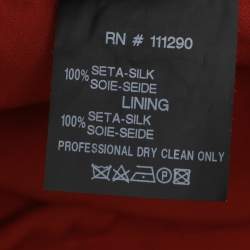 RN # 111290
100% SETA-SILK
SOIE-SEIDE
LINING
100% SETA-SILK
SOIE-SEIDE
PROFESSIONAL DRY CLEAN ONLY